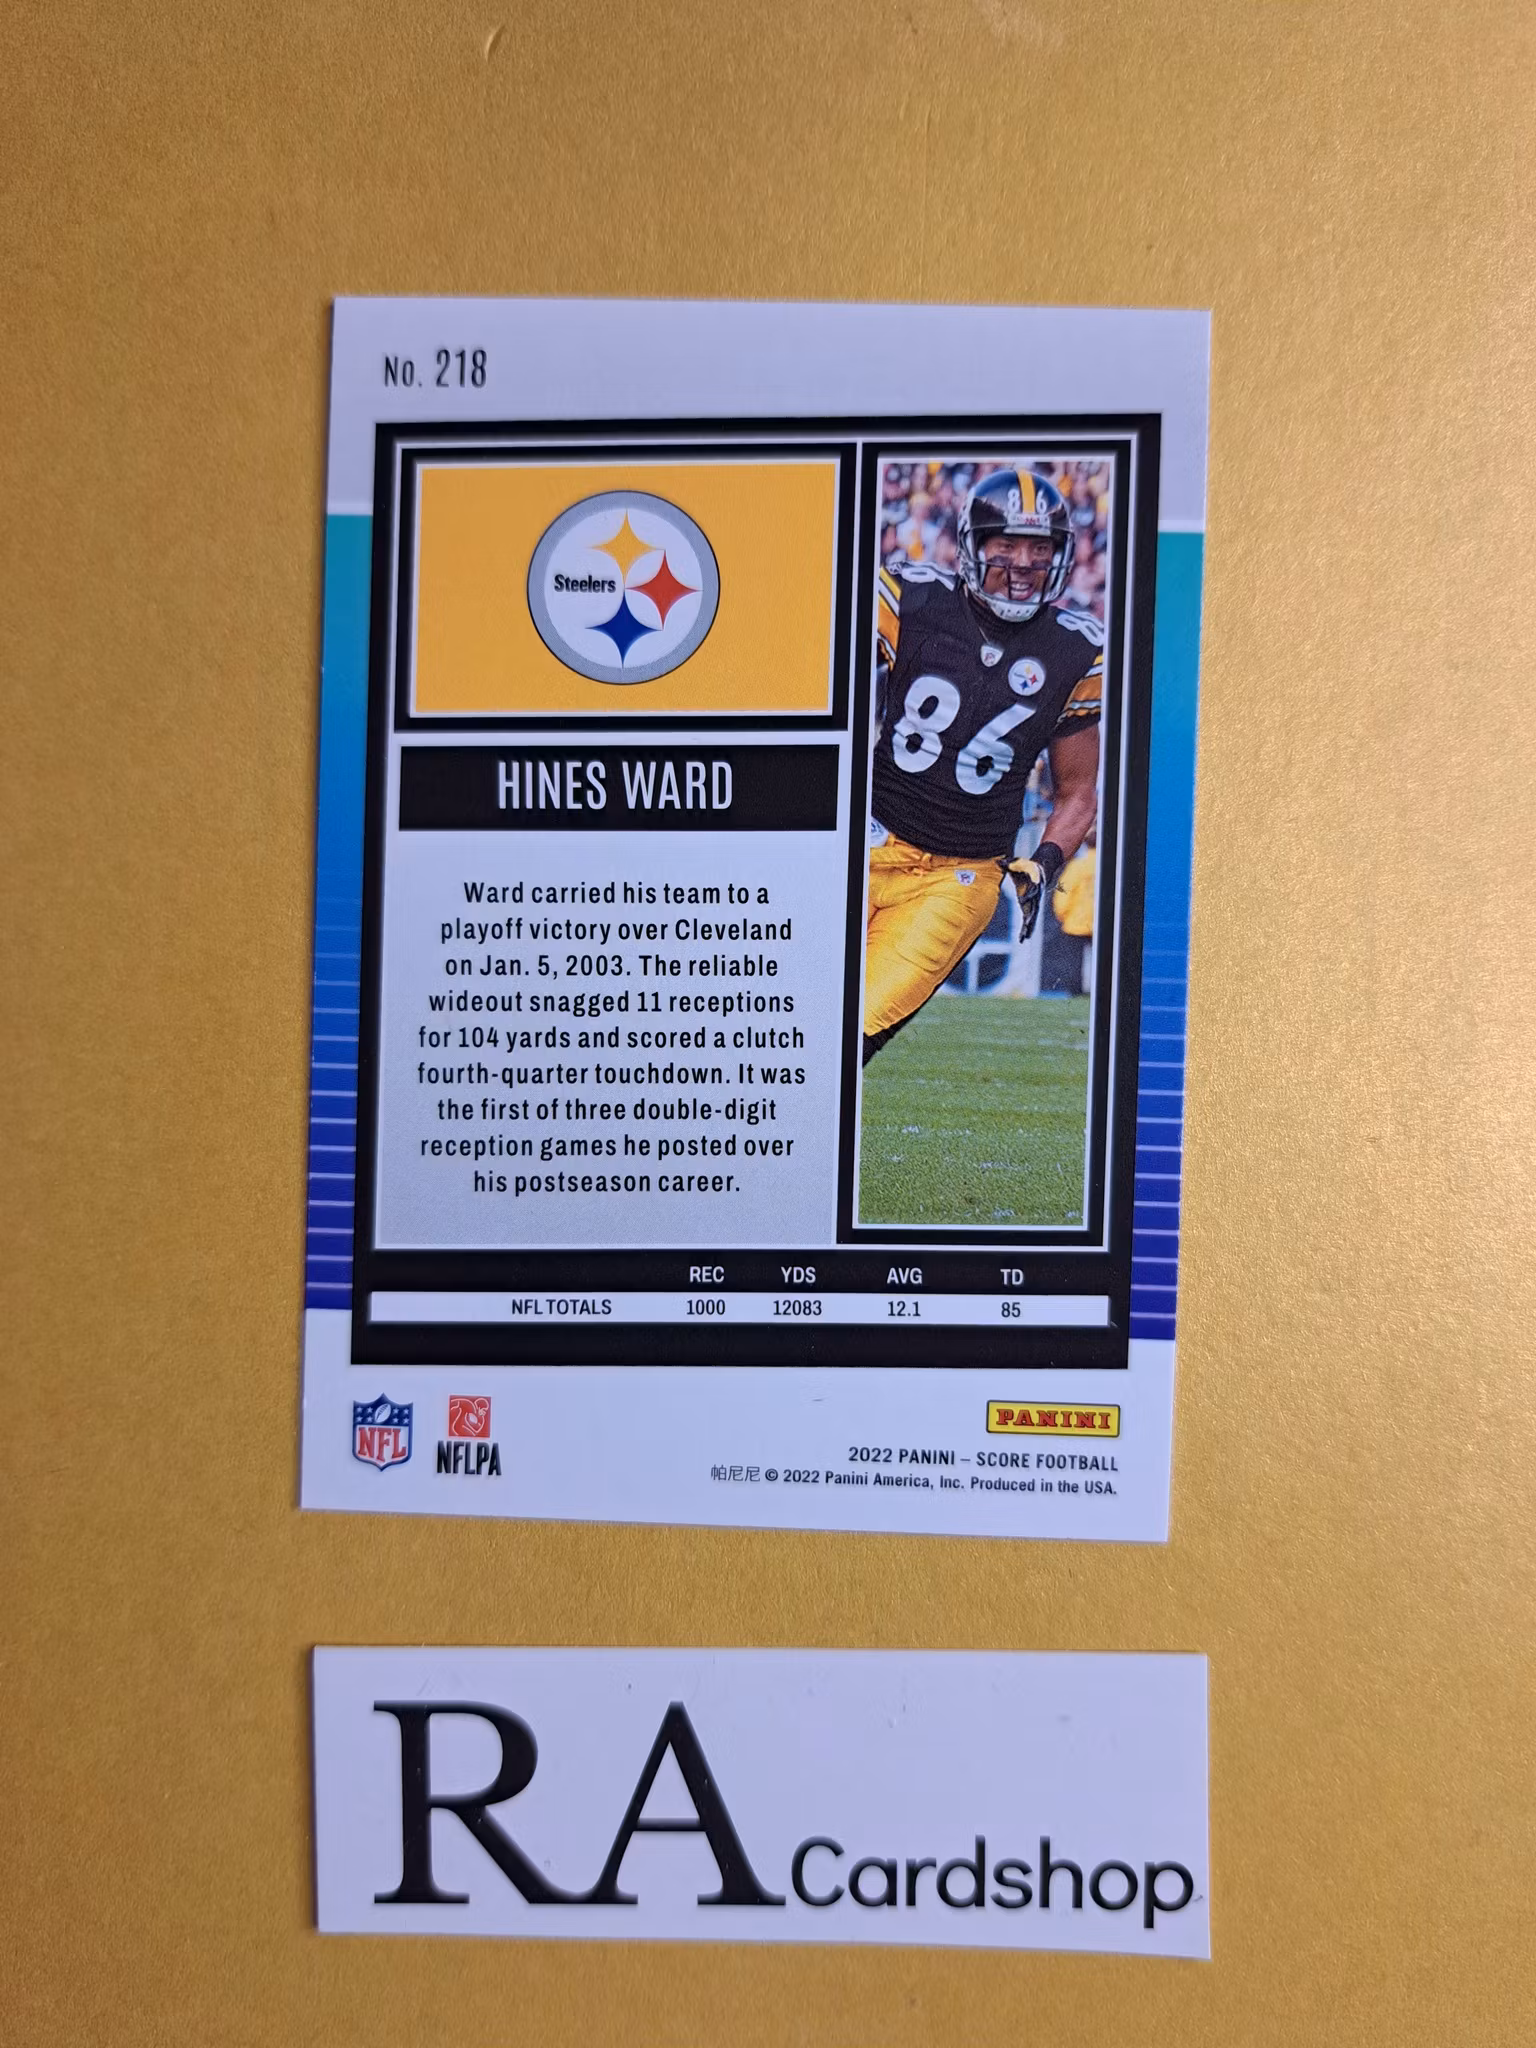 No. 218
Steelers
86
86
86
HINES WARD
Ward carried his team to a
playoff victory over Cleveland
on Jan. 5, 2003. The reliable
wideout snagged 11 receptions
for 104 yards and scored a clutch
fourth-quarter touchdown. It was
the first of three double-digit
reception games he posted over
his postseason career.
REC YDS AVG TD
NFL TOTALS 1000 12083 12.1 85
NFL
NFLPA
PANINI
2022 PANINI – SCORE FOOTBALL
帕尼尼 © 2022 Panini America, Inc. Produced in the USA.
RA Cardshop